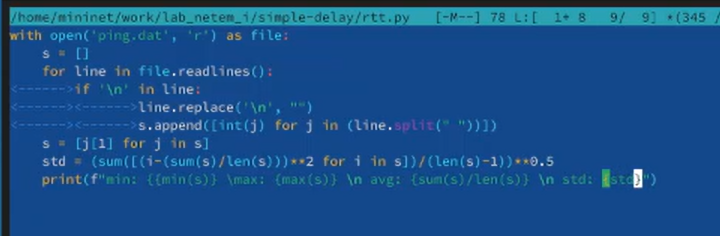 /home/mininet/work/lab_netem_i/simple-delay/rtt.py [-M--] 78 L:[ 1+ 8 9/ 9] *(345 /
with open('ping.dat', 'r') as file:
    s = []
    for line in file.readlines():
<------>if '\n' in line:
<------><------>line.replace('\n', "")
<------><------>s.append([int(j) for j in (line.split(" "))])
    s = [j[1] for j in s]
    std = (sum([(i-(sum(s)/len(s)))**2 for i in s])/(len(s)-1))**0.5
    print(f"min: {{min(s)} \max: {max(s)} \n avg: {sum(s)/len(s)} \n std: {std}")